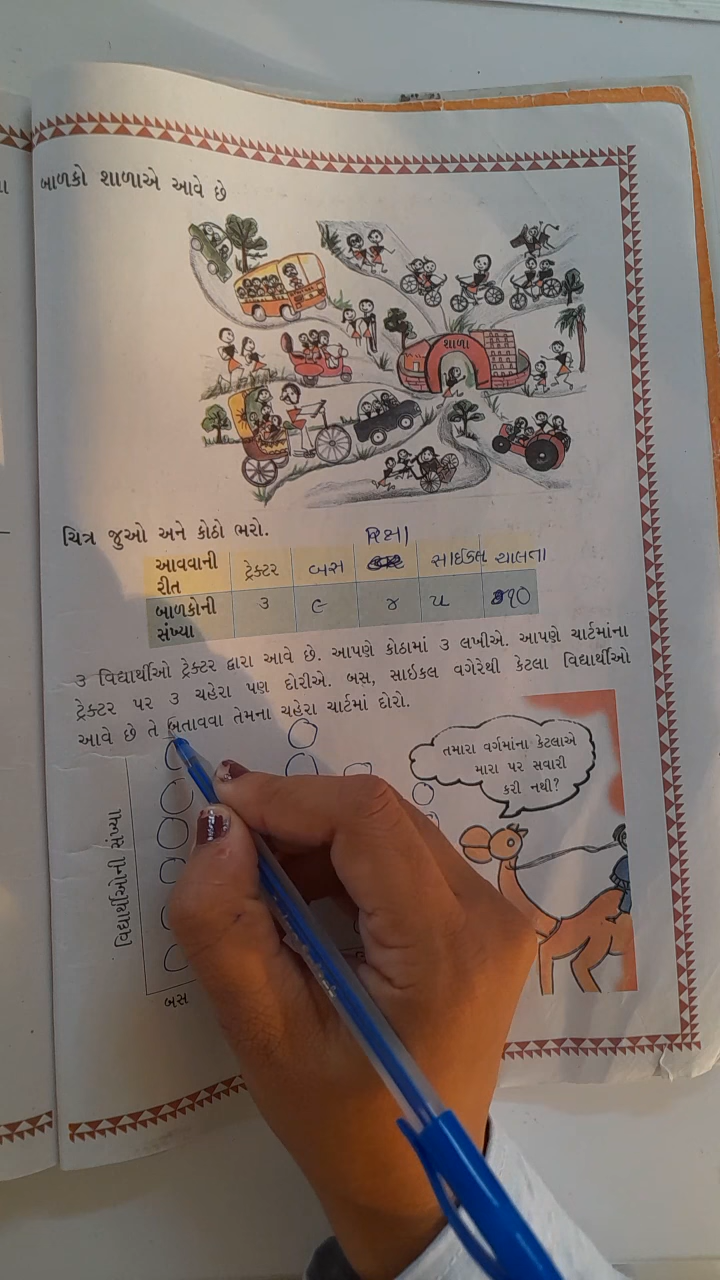 બાળકો શાળાએ આવે છે
શાળા
ચિત્ર જુઓ અને કોઠો ભરો.
રિક્ષા
આવવાની રીત ટ્રેક્ટર બસ સાઈકલ ચાલતા
બાળકોની સંખ્યા ૩ ૯ ૪ ૫ ૧૦
૩ વિદ્યાર્થીઓ ટ્રેક્ટર દ્વારા આવે છે. આપણે કોઠામાં ૩ લખીએ. આપણે ચાર્ટમાંના
ટ્રેક્ટર પર ૩ ચહેરા પણ દોરીએ. બસ, સાઇકલ વગેરેથી કેટલા વિદ્યાર્થીઓ
આવે છે તે બતાવવા તેમના ચહેરા ચાર્ટમાં દોરો.
તમારા વર્ગમાંના કેટલાએ
મારા પર સવારી
કરી નથી?
વિદ્યાર્થીઓની સંખ્યા
બસ